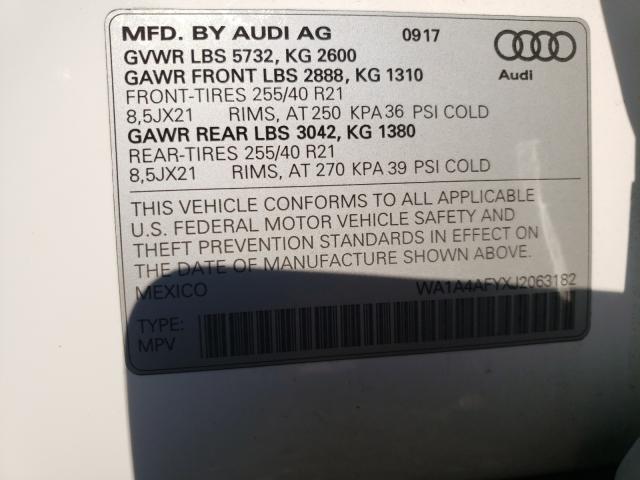 MFD. BY AUDI AG 0917
GVWR LBS 5732, KG 2600
GAWR FRONT LBS 2888, KG 1310
FRONT-TIRES 255/40 R21
8,5JX21 RIMS, AT 250 KPA 36 PSI COLD
GAWR REAR LBS 3042, KG 1380
REAR-TIRES 255/40 R21
8,5JX21 RIMS, AT 270 KPA 39 PSI COLD
Audi
THIS VEHICLE CONFORMS TO ALL APPLICABLE
U.S. FEDERAL MOTOR VEHICLE SAFETY AND
THEFT PREVENTION STANDARDS IN EFFECT ON
THE DATE OF MANUFACTURE SHOWN ABOVE.
MEXICO WA1A4AFYXJ2063182
TYPE:
MPV